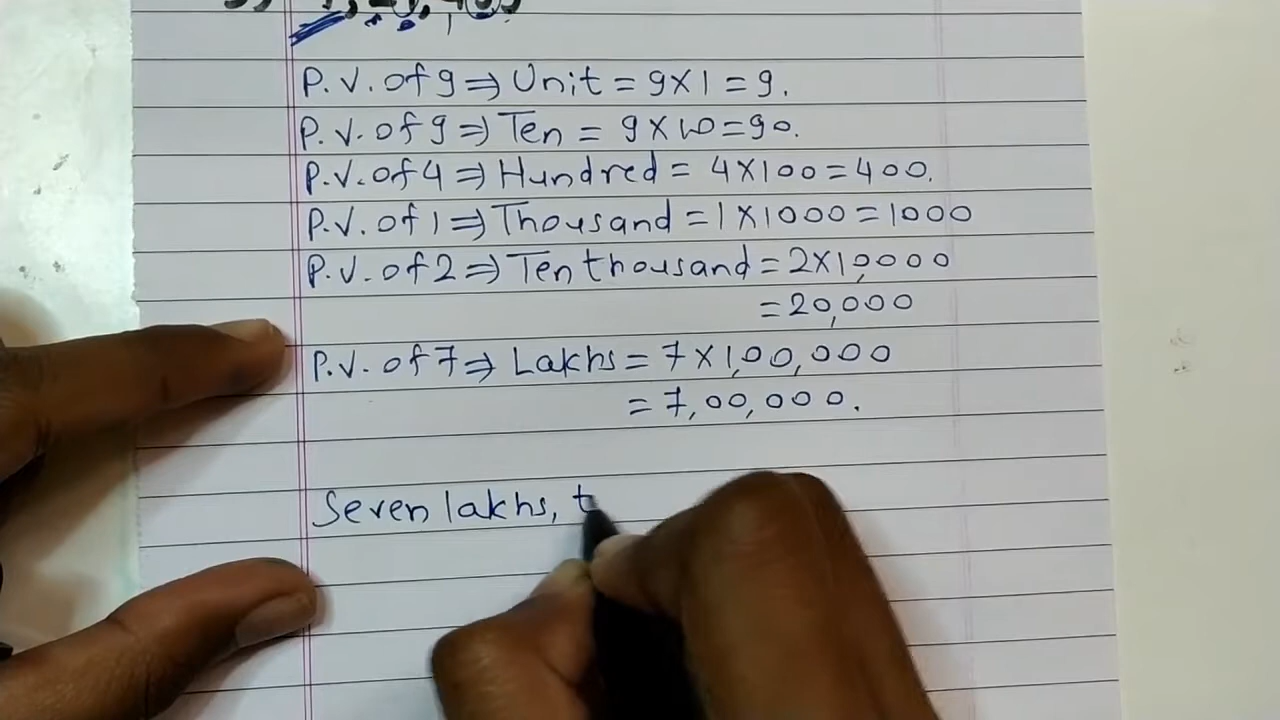 P.V. of 9 ⇒ Unit = 9×1 = 9.
P.V. of 9 ⇒ Ten = 9×10=90.
P.V. of 4 ⇒ Hundred = 4×100=400.
P.V. of 1 ⇒ Thousand = 1×1000=1000
P.V. of 2 ⇒ Ten thousand = 2×10,000
= 20,000
P.V. of 7 ⇒ Lakhs = 7×1,00,000
= 7,00,000.
Seven lakhs, t